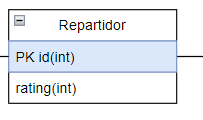 Repartidor
PK id(int)
rating(int)